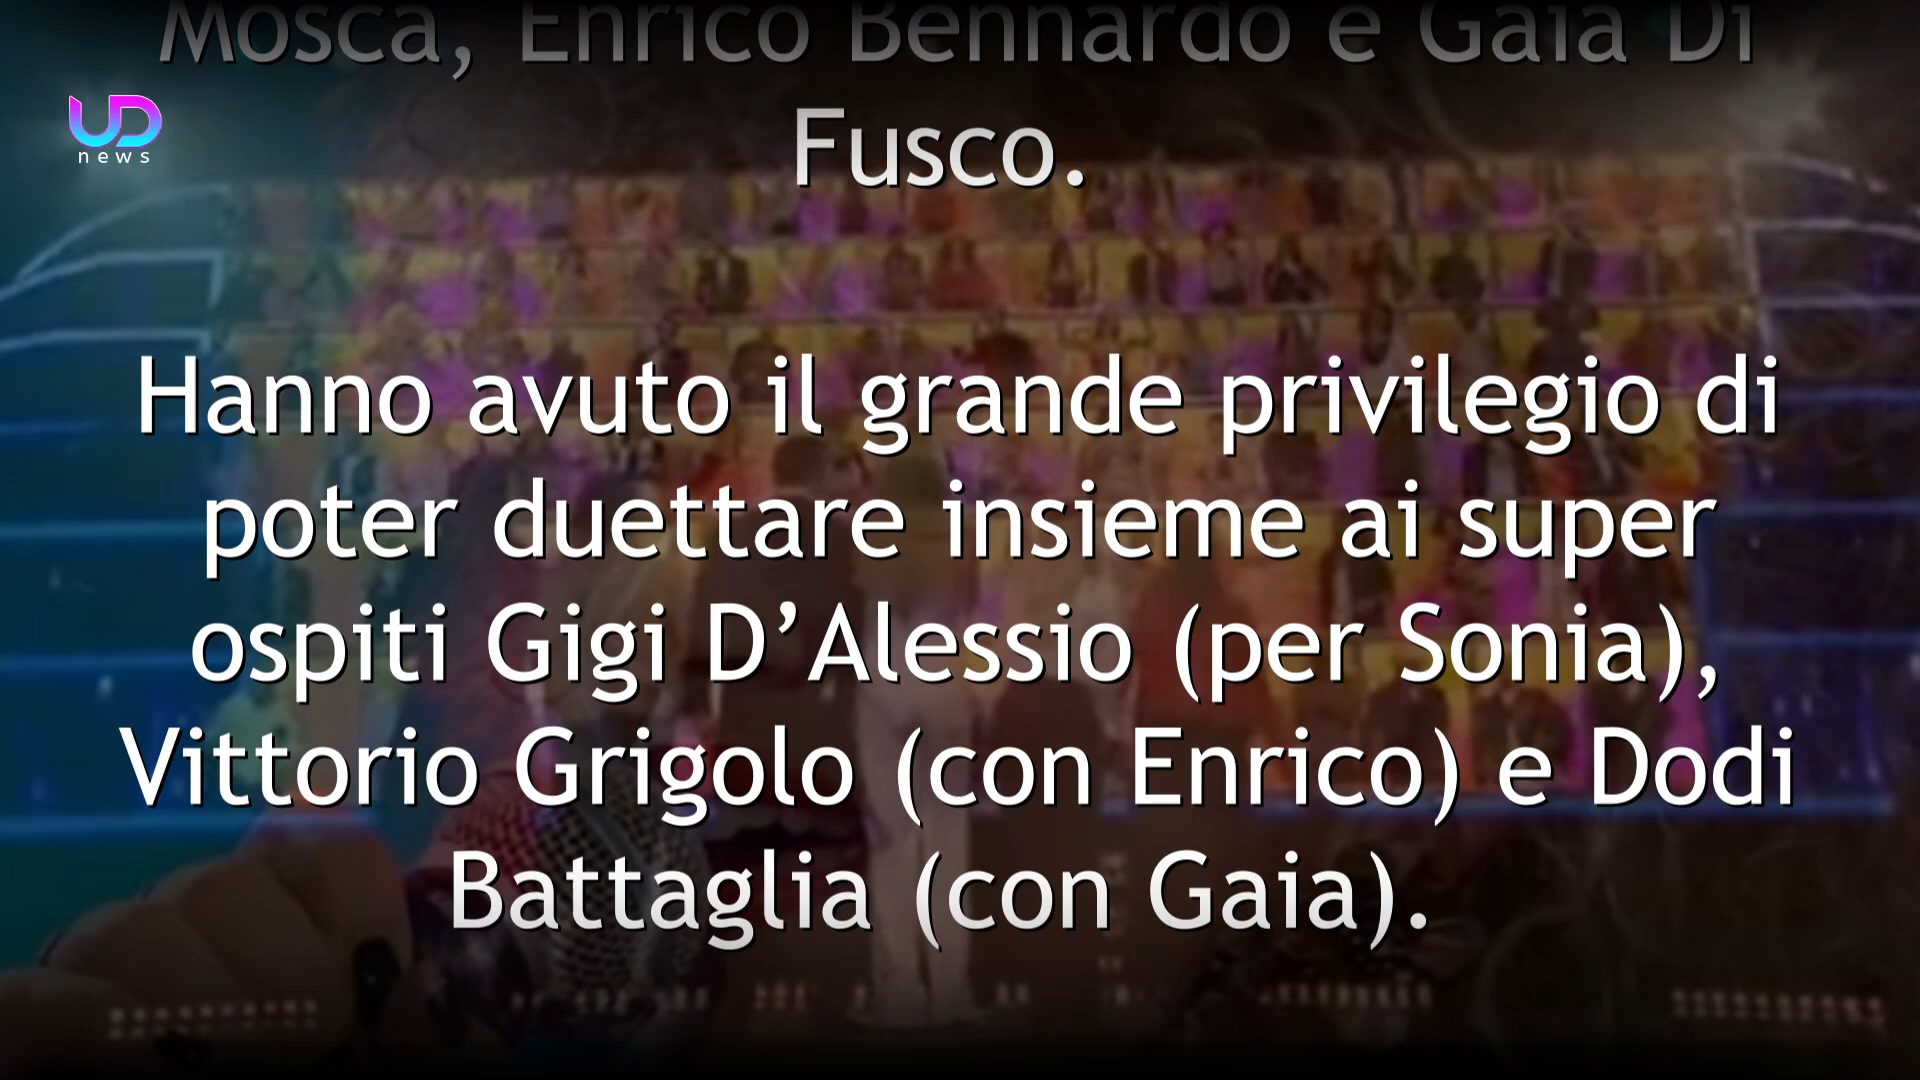 Mosca, Enrico Bennardo e Gaia Di
Fusco.
UD
news
Hanno avuto il grande privilegio di
poter duettare insieme ai super
ospiti Gigi D’Alessio (per Sonia),
Vittorio Grigolo (con Enrico) e Dodi
Battaglia (con Gaia).